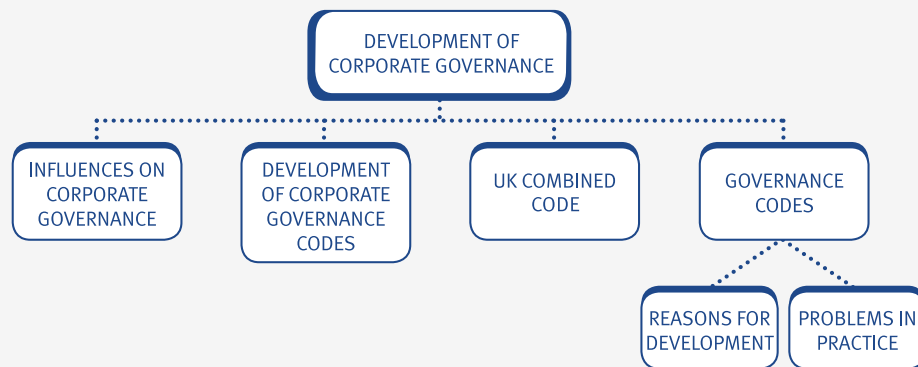 DEVELOPMENT OF
CORPORATE GOVERNANCE
INFLUENCES ON
CORPORATE
GOVERNANCE
DEVELOPMENT
OF CORPORATE
GOVERNANCE
CODES
UK COMBINED
CODE
GOVERNANCE
CODES
REASONS FOR
DEVELOPMENT
PROBLEMS IN
PRACTICE